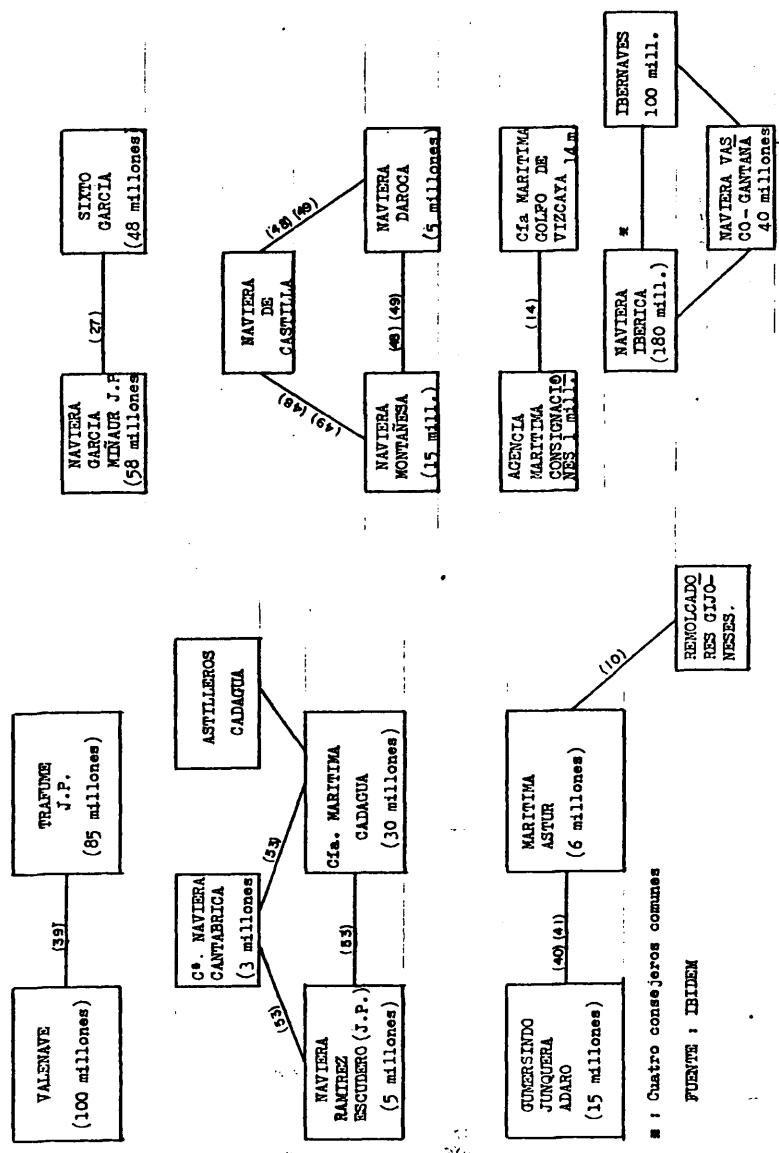 VALENAVE
(100 millones)
(39)
TRAFUME
J.P.
(85 millones)
NAVIERA
GARCIA
MIÑAUR J.P
(58 millones
(27)
SIXTO
GARCIA
(48 millones)
Cª. NAVIERA
CANTABRICA
(3 millones
ASTILLEROS
CADAGUA
(53)
(53)
NAVIERA
RAMIREZ
ESCUDERO (J.P.)
(5 millones)
(53)
Cía. MARITIMA
CADAGUA
(30 millones)
NAVIERA
DE
CASTILLA
(49) (48)
(48) (49)
NAVIERA
MONTAÑESA
(15 mill.)
(48) (49)
NAVIERA
DAROCA
(5 millones)
GUMERSINDO
JUNQUERA
ADARO
(15 millones)
(40) (41)
MARITIMA
ASTUR
(6 millones)
(10)
REMOLCADO
RES GIJO-
NESES.
AGENCIA
MARITIMA
CONSIGNACIO
NES 1 mill.
(14)
Cía MARITIMA
GOLPO DE
VIZCAYA 14 m
NAVIERA
IBERICA
(180 mill.)
*
IBERNAVES
100 mill.
NAVIERA VAS
CO-GANTANA
40 millones
* : Cuatro consejeros comunes
FUENTE : IBIDEM